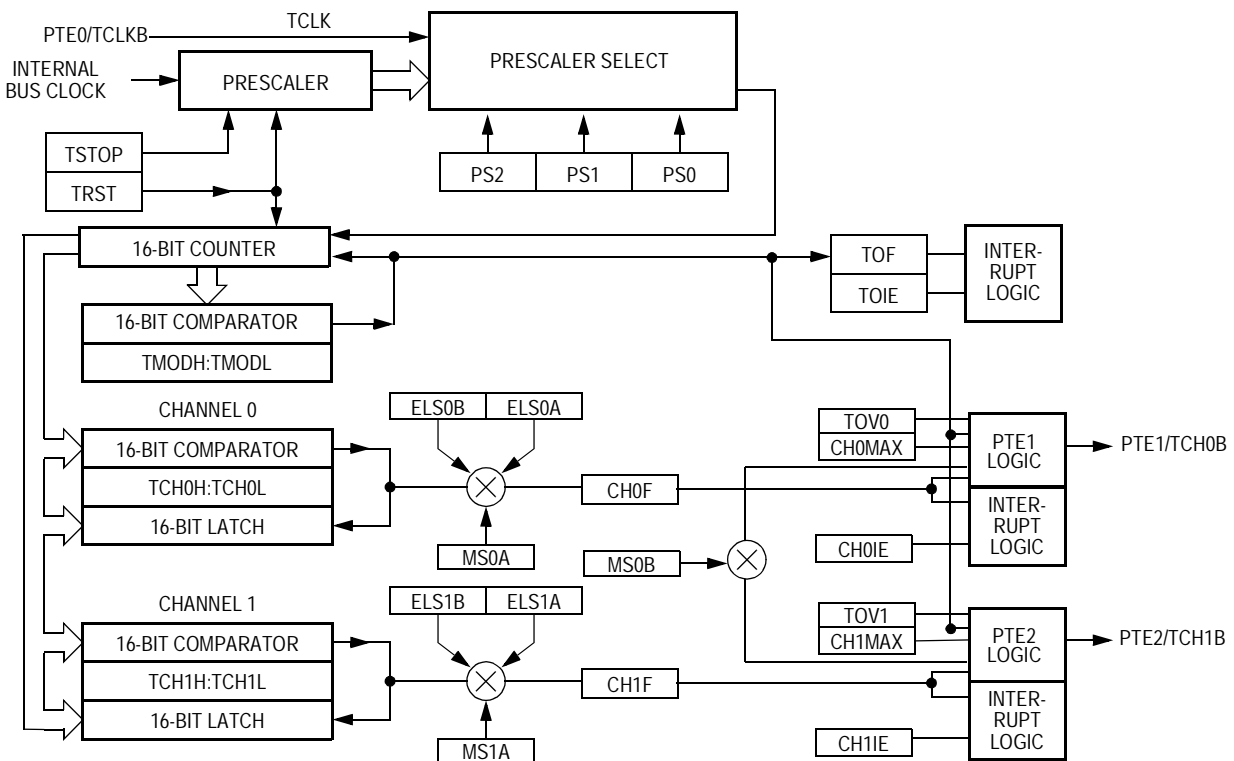 TCLK
PTE0/TCLKB
PRESCALER SELECT
INTERNAL
BUS CLOCK
PRESCALER
TSTOP
TRST
PS2
PS1
PS0
16-BIT COUNTER
TOF
TOIE
INTER-
RUPT
LOGIC
16-BIT COMPARATOR
TMODH:TMODL
CHANNEL 0
ELS0B
ELS0A
16-BIT COMPARATOR
TCH0H:TCH0L
16-BIT LATCH
MS0A
CH0F
MS0B
TOV0
CH0MAX
PTE1
LOGIC
PTE1/TCH0B
INTER-
RUPT
LOGIC
CH0IE
CHANNEL 1
ELS1B
ELS1A
16-BIT COMPARATOR
TCH1H:TCH1L
16-BIT LATCH
MS1A
CH1F
TOV1
CH1MAX
PTE2
LOGIC
PTE2/TCH1B
INTER-
RUPT
LOGIC
CH1IE